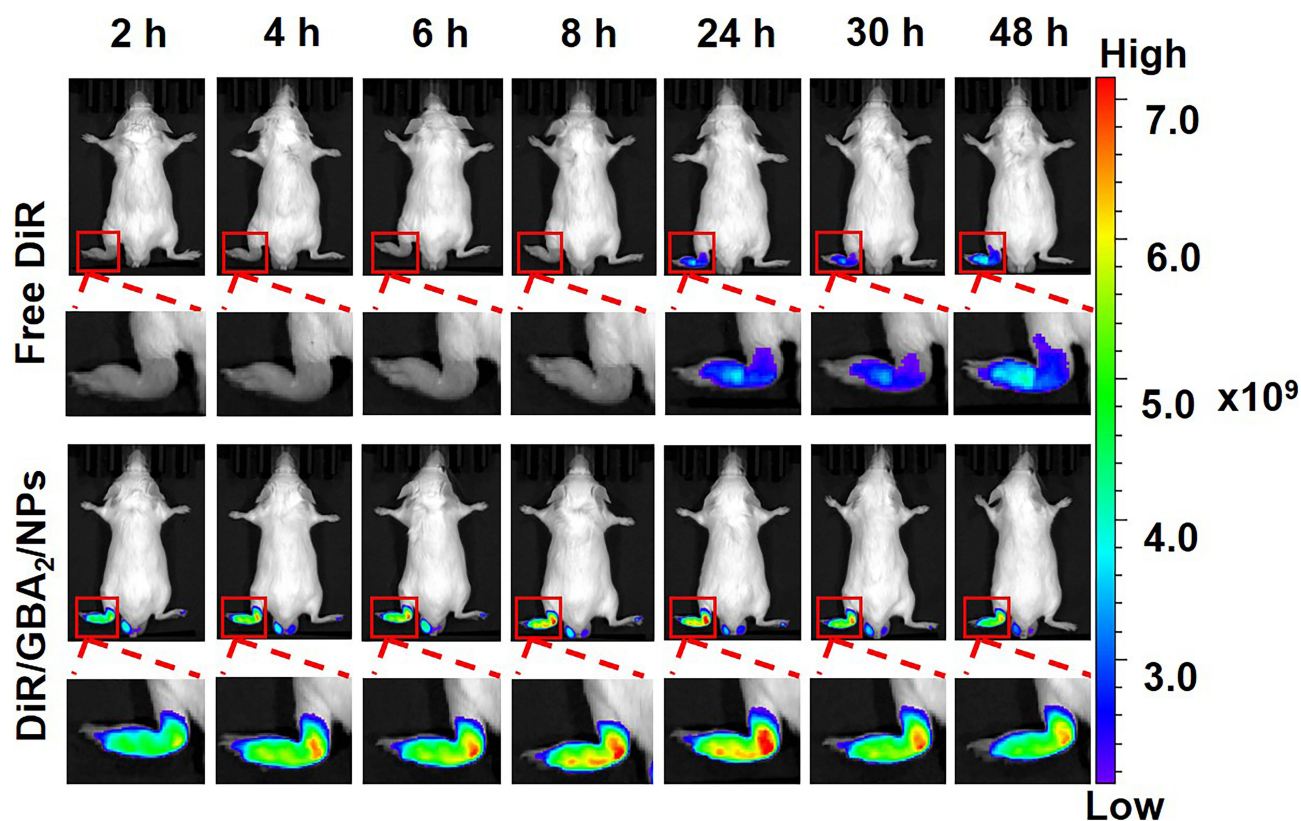 2 h 4 h 6 h 8 h 24 h 30 h 48 h
High
7.0
6.0
5.0
x10⁹
4.0
3.0
Low
Free DiR
DiR/GBA₂/NPs